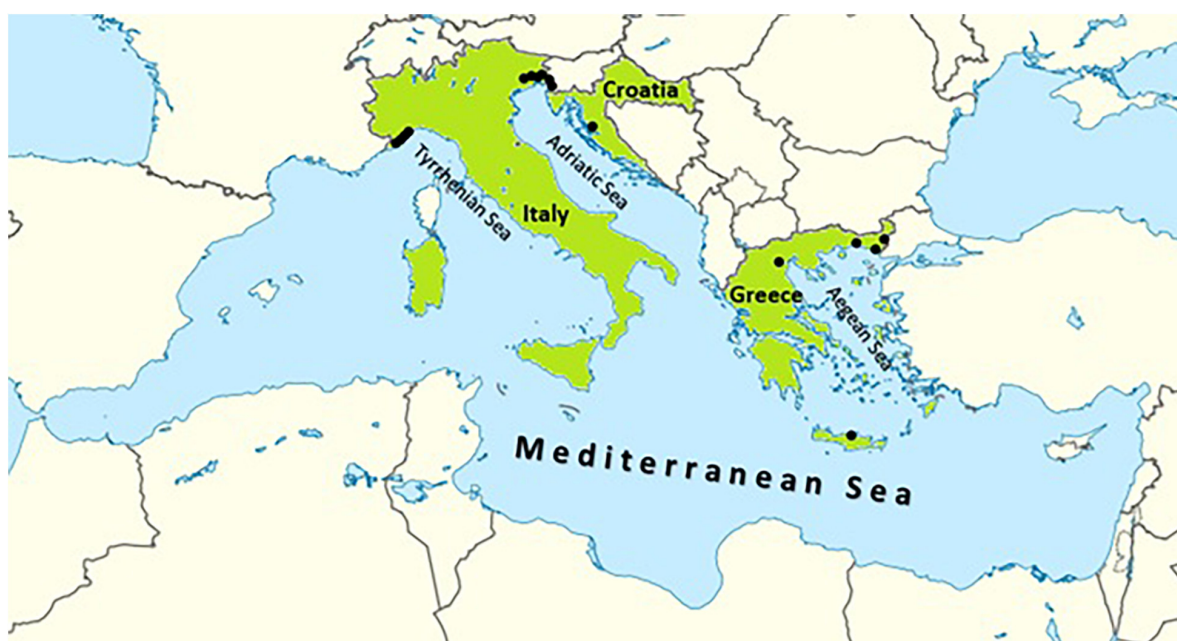 Croatia
Adriatic Sea
Tyrrhenian Sea
Italy
Greece
Aegean Sea
Mediterranean Sea